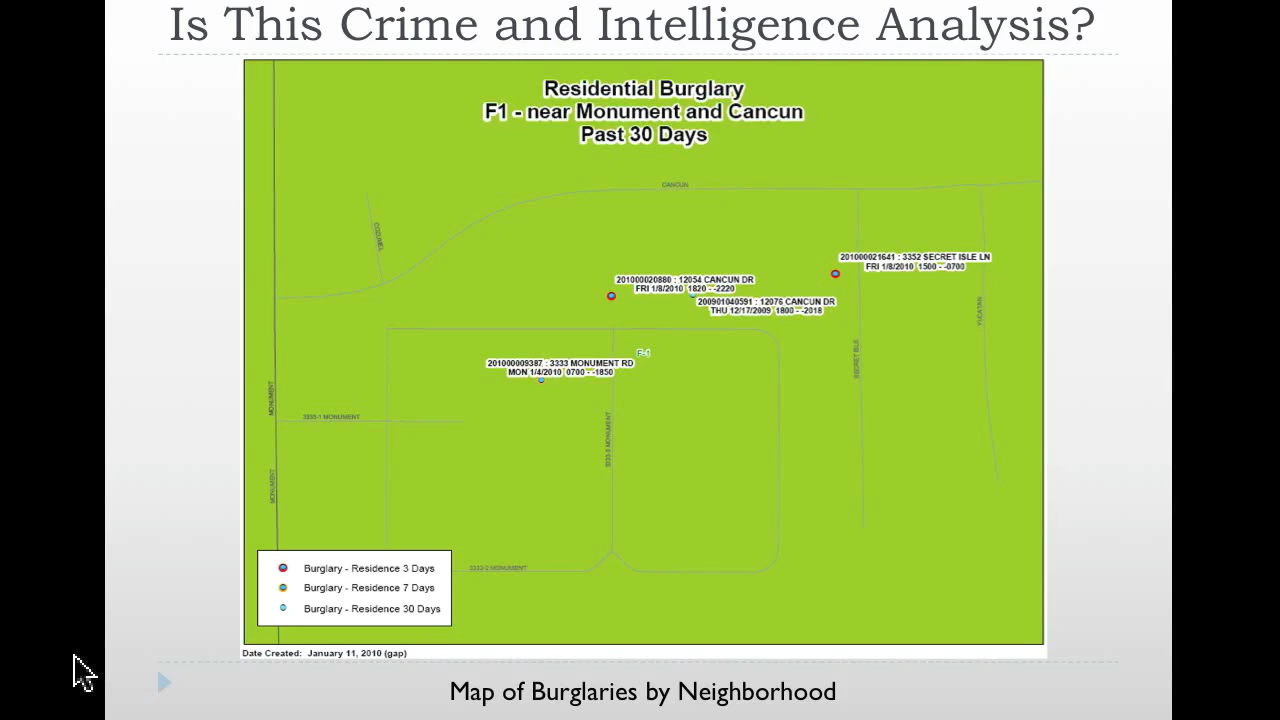 Is This Crime and Intelligence Analysis?
Residential Burglary
F1 - near Monument and Cancun
Past 30 Days
CANCUN
COZUMEL
201000021641 : 3352 SECRET ISLE LN
FRI 1/8/2010 1500 - -0700
201000020880 : 12054 CANCUN DR
FRI 1/8/2010 1820 - -2220
200901040591 : 12076 CANCUN DR
THU 12/17/2009 1800 - -2018
YUCATAN
SECRET ISLE
F-1
201000009387 : 3333 MONUMENT RD
MON 1/4/2010 0700 - -1850
MONUMENT
3333-1 MONUMENT
3333-3 MONUMENT
MONUMENT
3333-2 MONUMENT
Burglary - Residence 3 Days
Burglary - Residence 7 Days
Burglary - Residence 30 Days
Date Created: January 11, 2010 (gap)
Map of Burglaries by Neighborhood